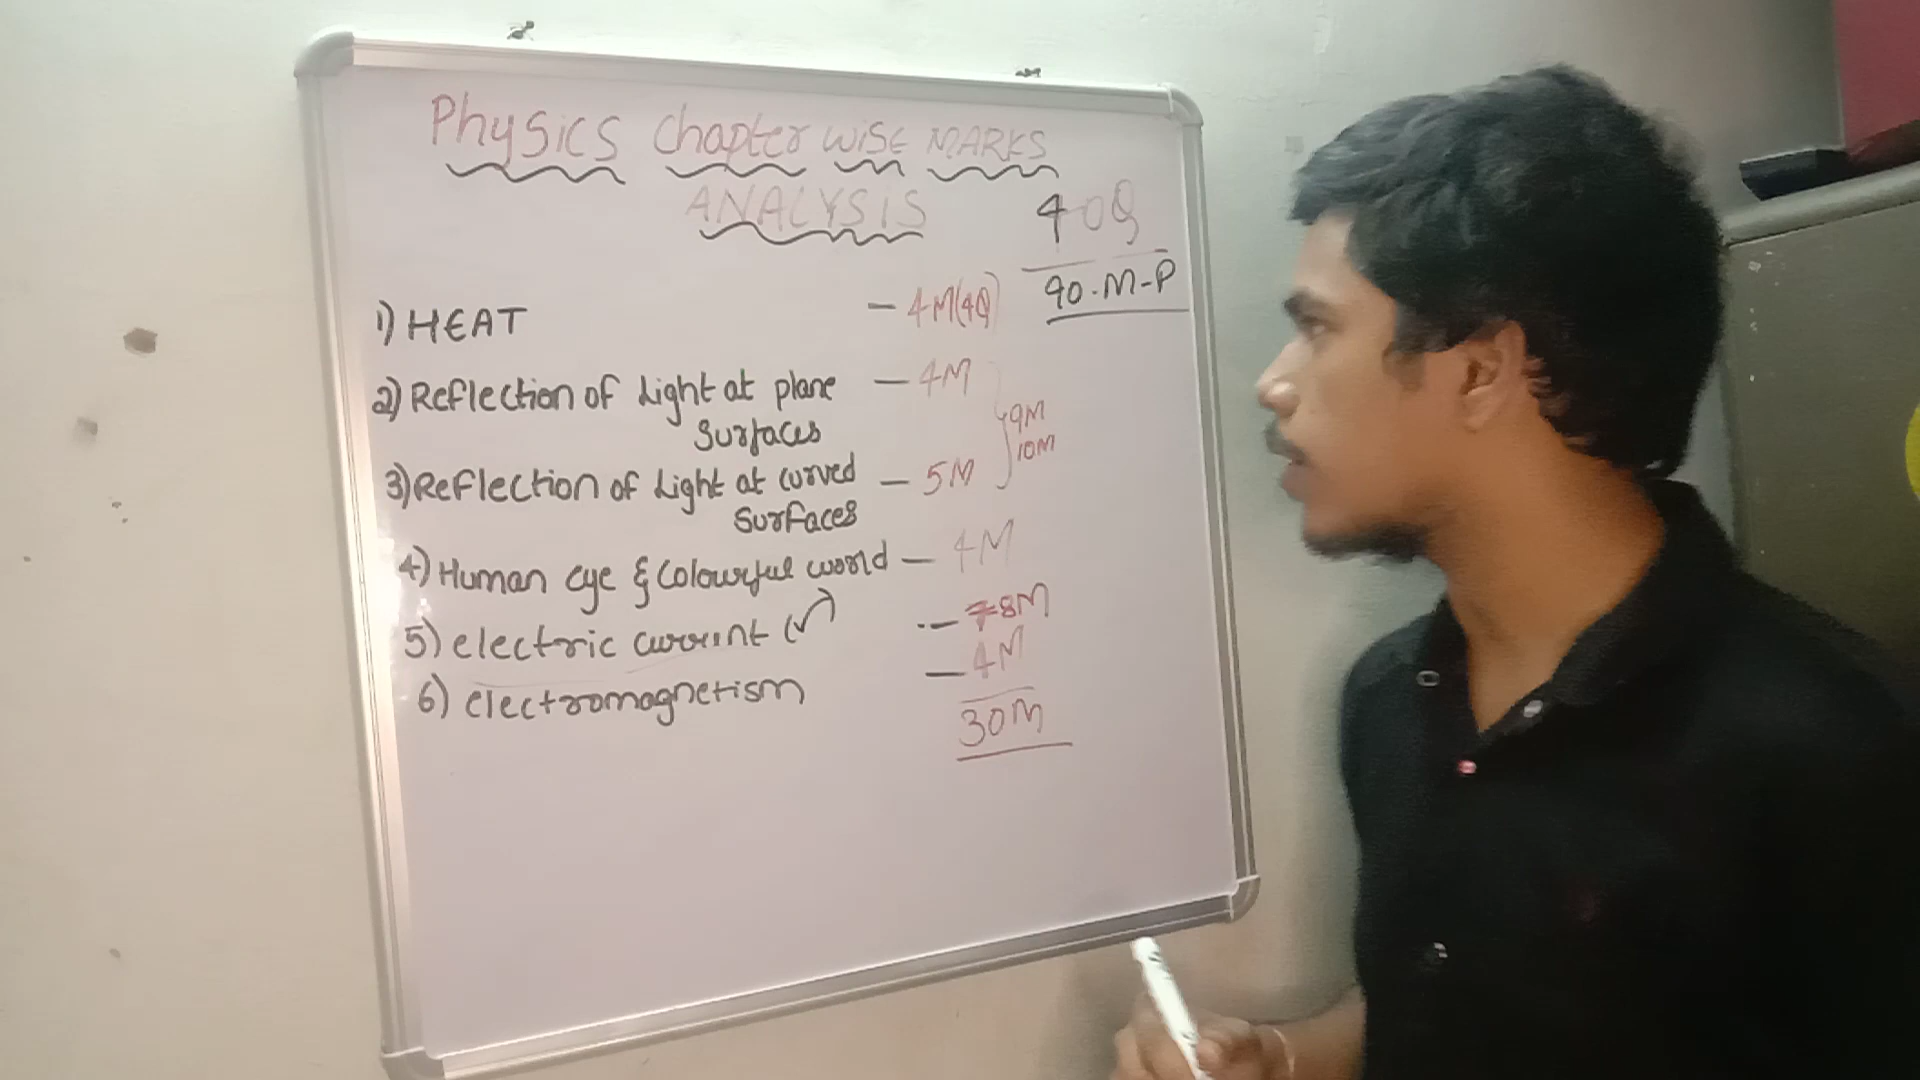 Physics Chapter wise MARKS
ANALYSIS
40Q
90-M-P
1) HEAT - 4M(4Q)
2) Reflection of Light at plane - 4M
surfaces
9M
10M
3) Reflection of Light at curved - 5M
surfaces
4) Human eye & Colourful world - 4M
5) electric current (✓) - 78M
6) electromagnetism - 4M
30M